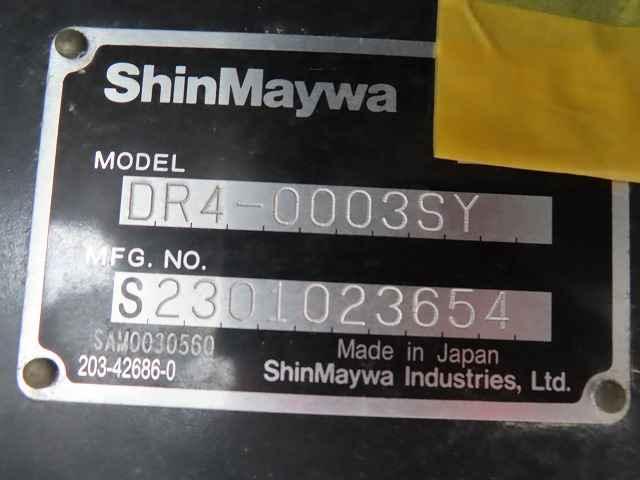 ShinMaywa
MODEL
DR4-0003SY
MFG. NO.
S2301023654
SAM0030560
Made in Japan
203-42686-0
ShinMaywa Industries, Ltd.